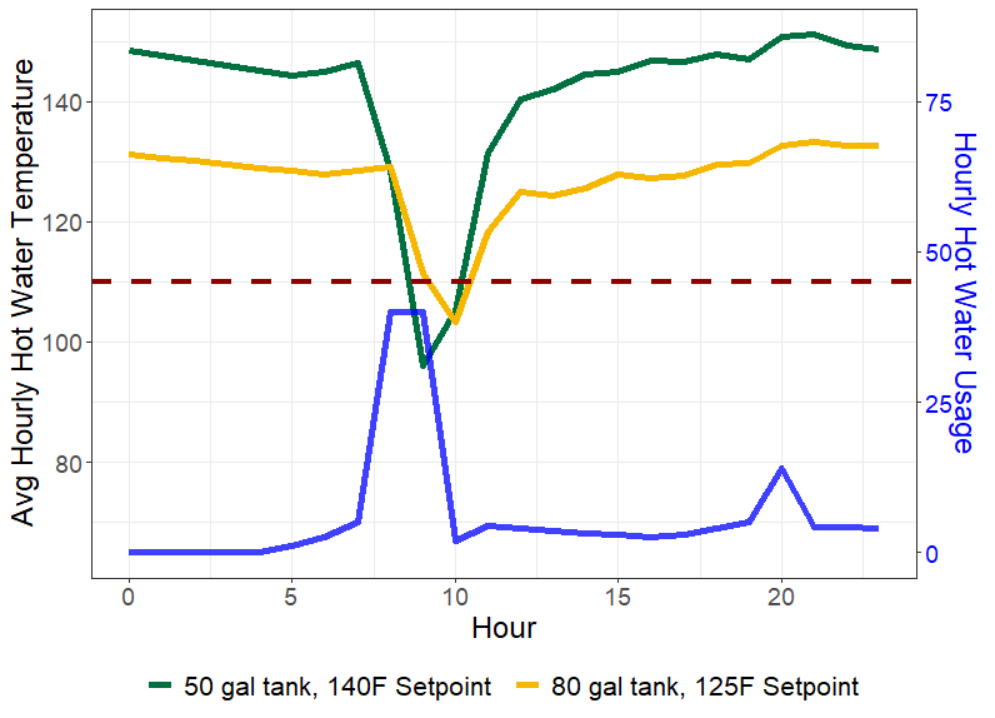 Avg Hourly Hot Water Temperature
140
120
100
80
75
50
25
0
Hourly Hot Water Usage
0 5 10 15 20
Hour
50 gal tank, 140F Setpoint 80 gal tank, 125F Setpoint